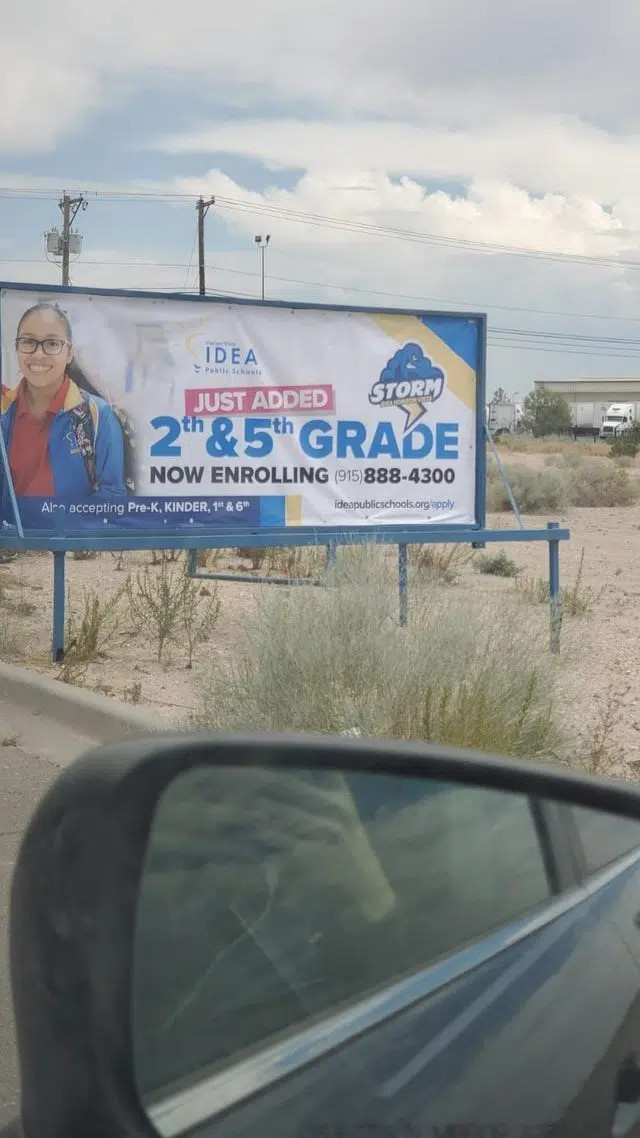 IDEA
Public Schools
STORM
JUST ADDED
2th & 5th GRADE
NOW ENROLLING (915)888-4300
Also accepting Pre-K, KINDER, 1st & 6th
ideapublicschools.org/apply